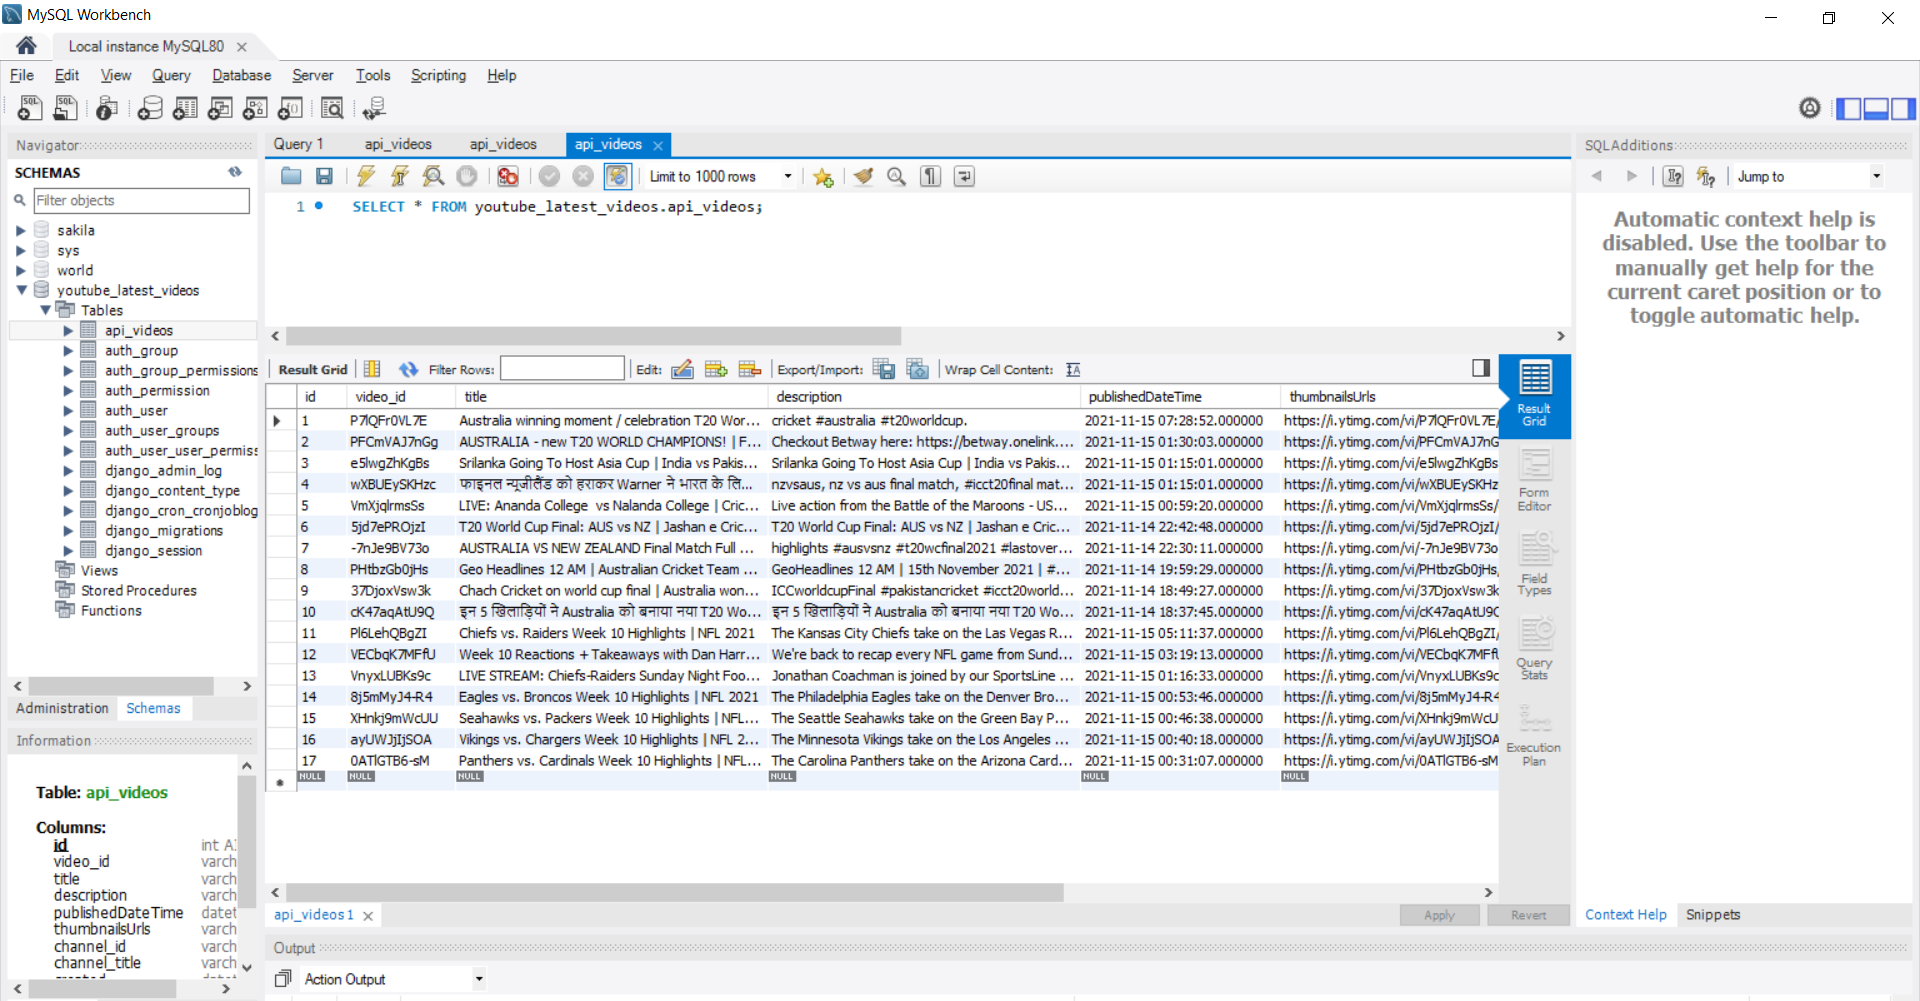 MySQL Workbench
Local instance MySQL80
File Edit View Query Database Server Tools Scripting Help
Navigator
SCHEMAS
Filter objects
sakila
sys
world
youtube_latest_videos
Tables
api_videos
auth_group
auth_group_permissions
auth_permission
auth_user
auth_user_groups
auth_user_user_permiss
django_admin_log
django_content_type
django_cron_cronjoblog
django_migrations
django_session
Views
Stored Procedures
Functions
Administration Schemas
Information
Table: api_videos
Columns:
id int AI
video_id varch
title varch
description varch
publishedDateTime datet
thumbnailsUrls varch
channel_id varch
channel_title varch
Query 1 api_videos api_videos api_videos
Limit to 1000 rows
1 SELECT * FROM youtube_latest_videos.api_videos;
Result Grid Filter Rows: Edit: Export/Import: Wrap Cell Content:
id video_id title description publishedDateTime thumbnailsUrls
1 P7lQFr0VL7E Australia winning moment / celebration T20 Wor... cricket #australia #t20worldcup. 2021-11-15 07:28:52.000000 https://i.ytimg.com/vi/P7lQFr0VL7E/
2 PFCmVAJ7nGg AUSTRALIA - new T20 WORLD CHAMPIONS! | F... Checkout Betway here: https://betway.onelink.... 2021-11-15 01:30:03.000000 https://i.ytimg.com/vi/PFCmVAJ7nG
3 e5lwgZhKgBs Srilanka Going To Host Asia Cup | India vs Pakis... Srilanka Going To Host Asia Cup | India vs Pakis... 2021-11-15 01:15:01.000000 https://i.ytimg.com/vi/e5lwgZhKgBs
4 wXBUEySKHzc फाइनल न्यूजीलैंड को हराकर Warner ने भारत के लि... nzvsaus, nz vs aus final match, #icct20final mat... 2021-11-15 01:15:01.000000 https://i.ytimg.com/vi/wXBUEySKHz
5 VmXjqlrmsSs LIVE: Ananda College vs Nalanda College | Cric... Live action from the Battle of the Maroons - US... 2021-11-15 00:59:20.000000 https://i.ytimg.com/vi/VmXjqlrmsSs/
6 5jd7ePROjzI T20 World Cup Final: AUS vs NZ | Jashan e Cric... T20 World Cup Final: AUS vs NZ | Jashan e Cric... 2021-11-14 22:42:48.000000 https://i.ytimg.com/vi/5jd7ePROjzI/
7 -7nJe9BV73o AUSTRALIA VS NEW ZEALAND Final Match Full ... highlights #ausvsnz #t20wcfinal2021 #lastover... 2021-11-14 22:30:11.000000 https://i.ytimg.com/vi/-7nJe9BV73o
8 PHtbzGb0jHs Geo Headlines 12 AM | Australian Cricket Team ... GeoHeadlines 12 AM | 15th November 2021 | #... 2021-11-14 19:59:29.000000 https://i.ytimg.com/vi/PHtbzGb0jHs,
9 37DjoxVsw3k Chach Cricket on world cup final | Australia won... ICCworldcupFinal #pakistancricket #icct20world... 2021-11-14 18:49:27.000000 https://i.ytimg.com/vi/37DjoxVsw3k
10 cK47aqAtU9Q इन 5 खिलाड़ियों ने Australia को बनाया नया T20 Wo... इन 5 खिलाड़ियों ने Australia को बनाया नया T20 Wo... 2021-11-14 18:37:45.000000 https://i.ytimg.com/vi/cK47aqAtU9C
11 Pl6LehQBgZI Chiefs vs. Raiders Week 10 Highlights | NFL 2021 The Kansas City Chiefs take on the Las Vegas R... 2021-11-15 05:11:37.000000 https://i.ytimg.com/vi/Pl6LehQBgZI/
12 VECbqK7MFfU Week 10 Reactions + Takeaways with Dan Harr... We're back to recap every NFL game from Sund... 2021-11-15 03:19:13.000000 https://i.ytimg.com/vi/VECbqK7MFfl
13 VnyxLUBKs9c LIVE STREAM: Chiefs-Raiders Sunday Night Foo... Jonathan Coachman is joined by our SportsLine ... 2021-11-15 01:16:33.000000 https://i.ytimg.com/vi/VnyxLUBKs9c
14 8j5mMyJ4-R4 Eagles vs. Broncos Week 10 Highlights | NFL 2021 The Philadelphia Eagles take on the Denver Bro... 2021-11-15 00:53:46.000000 https://i.ytimg.com/vi/8j5mMyJ4-R4
15 XHnkj9mWcUU Seahawks vs. Packers Week 10 Highlights | NFL... The Seattle Seahawks take on the Green Bay P... 2021-11-15 00:46:38.000000 https://i.ytimg.com/vi/XHnkj9mWcU
16 ayUWJjIjSOA Vikings vs. Chargers Week 10 Highlights | NFL 2... The Minnesota Vikings take on the Los Angeles ... 2021-11-15 00:40:18.000000 https://i.ytimg.com/vi/ayUWJjIjSOA
17 0ATlGTB6-sM Panthers vs. Cardinals Week 10 Highlights | NFL... The Carolina Panthers take on the Arizona Card... 2021-11-15 00:31:07.000000 https://i.ytimg.com/vi/0ATlGTB6-sM
NULL NULL NULL NULL NULL NULL
Result Grid
Form Editor
Field Types
Query Stats
Execution Plan
api_videos 1
Apply Revert
Output
Action Output
SQLAdditions
Jump to
Automatic context help is
disabled. Use the toolbar to
manually get help for the
current caret position or to
toggle automatic help.
Context Help Snippets